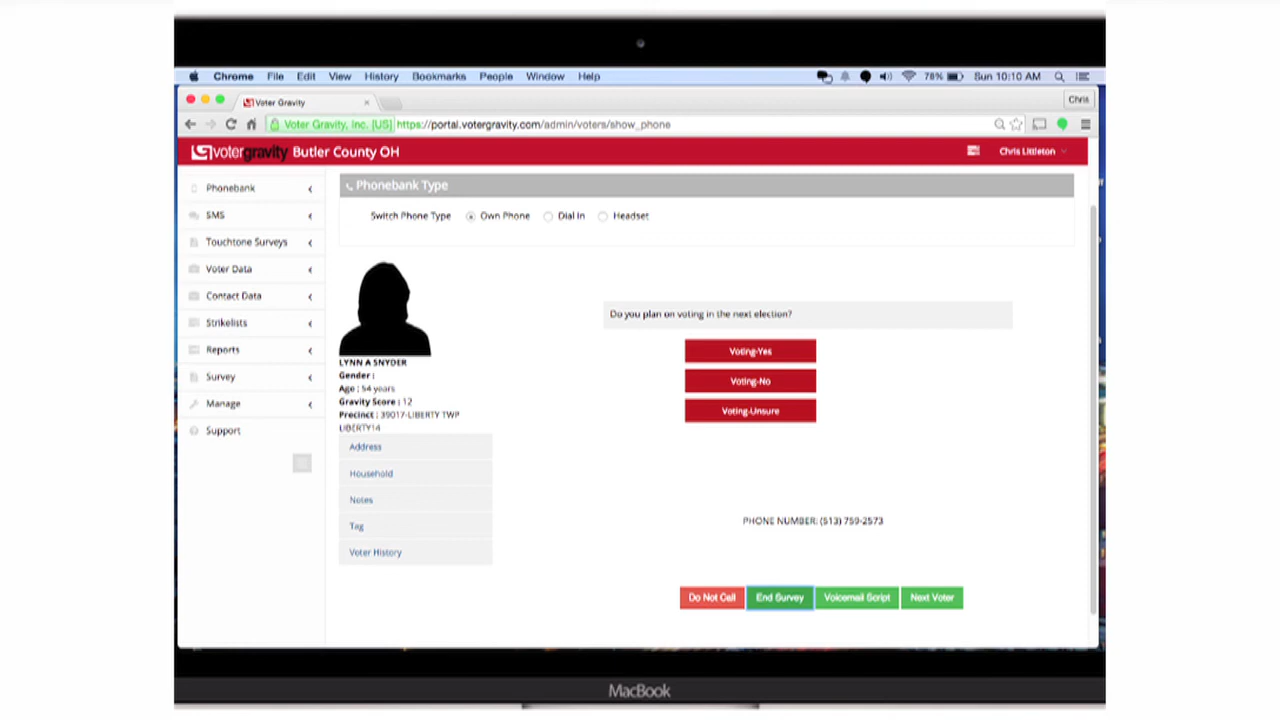 Chrome File Edit View History Bookmarks People Window Help 78% Sun 10:10 AM
Voter Gravity Chris
Voter Gravity, Inc. [US] https://portal.votergravity.com/admin/voters/show_phone
votergravity Butler County OH Chris Littleton
Phonebank
SMS
Touchtone Surveys
Voter Data
Contact Data
Strikelists
Reports
Survey
Manage
Support
Phonebank Type
Switch Phone Type Own Phone Dial In Headset
LYNN A SNYDER
Gender :
Age : 54 years
Gravity Score : 12
Precinct : 39017-LIBERTY TWP
LIBERTY14
Address
Household
Notes
Tag
Voter History
Do you plan on voting in the next election?
Voting-Yes
Voting-No
Voting-Unsure
PHONE NUMBER: (513) 759-2573
Do Not Call End Survey Voicemail Script Next Voter
MacBook